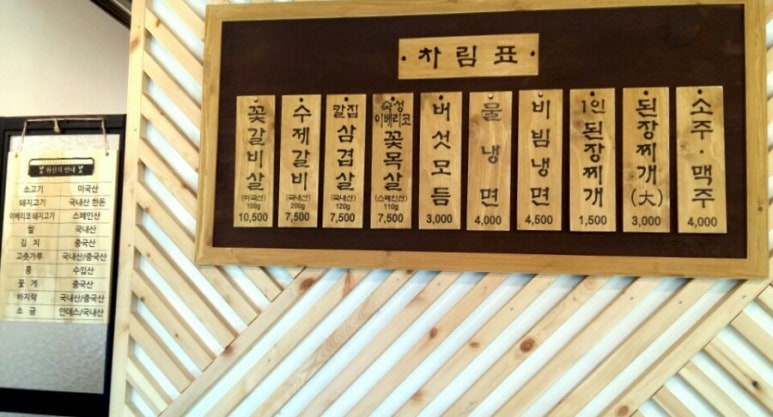 차림표
꽃갈비살
(미국산)
180g
10,500
수제갈비
(국내산)
250g
7,500
칼집
삼겹살
(국내산)
120g
7,500
숙성
이베리코
꽃목살
(스페인산)
110g
7,500
버섯모듬
3,000
물냉면
4,000
비빔냉면
4,500
1인
된장찌개
1,500
된장찌개
(大)
3,000
소주·맥주
4,000
원산지 안내
소고기 미국산
돼지고기 국내산 한돈
이베리코 돼지고기 스페인산
쌀 국내산
김치 중국산
고춧가루 국내산/중국산
콩 수입산
꽃게 중국산
바지락 국내산/중국산
소금 안데스/국내산